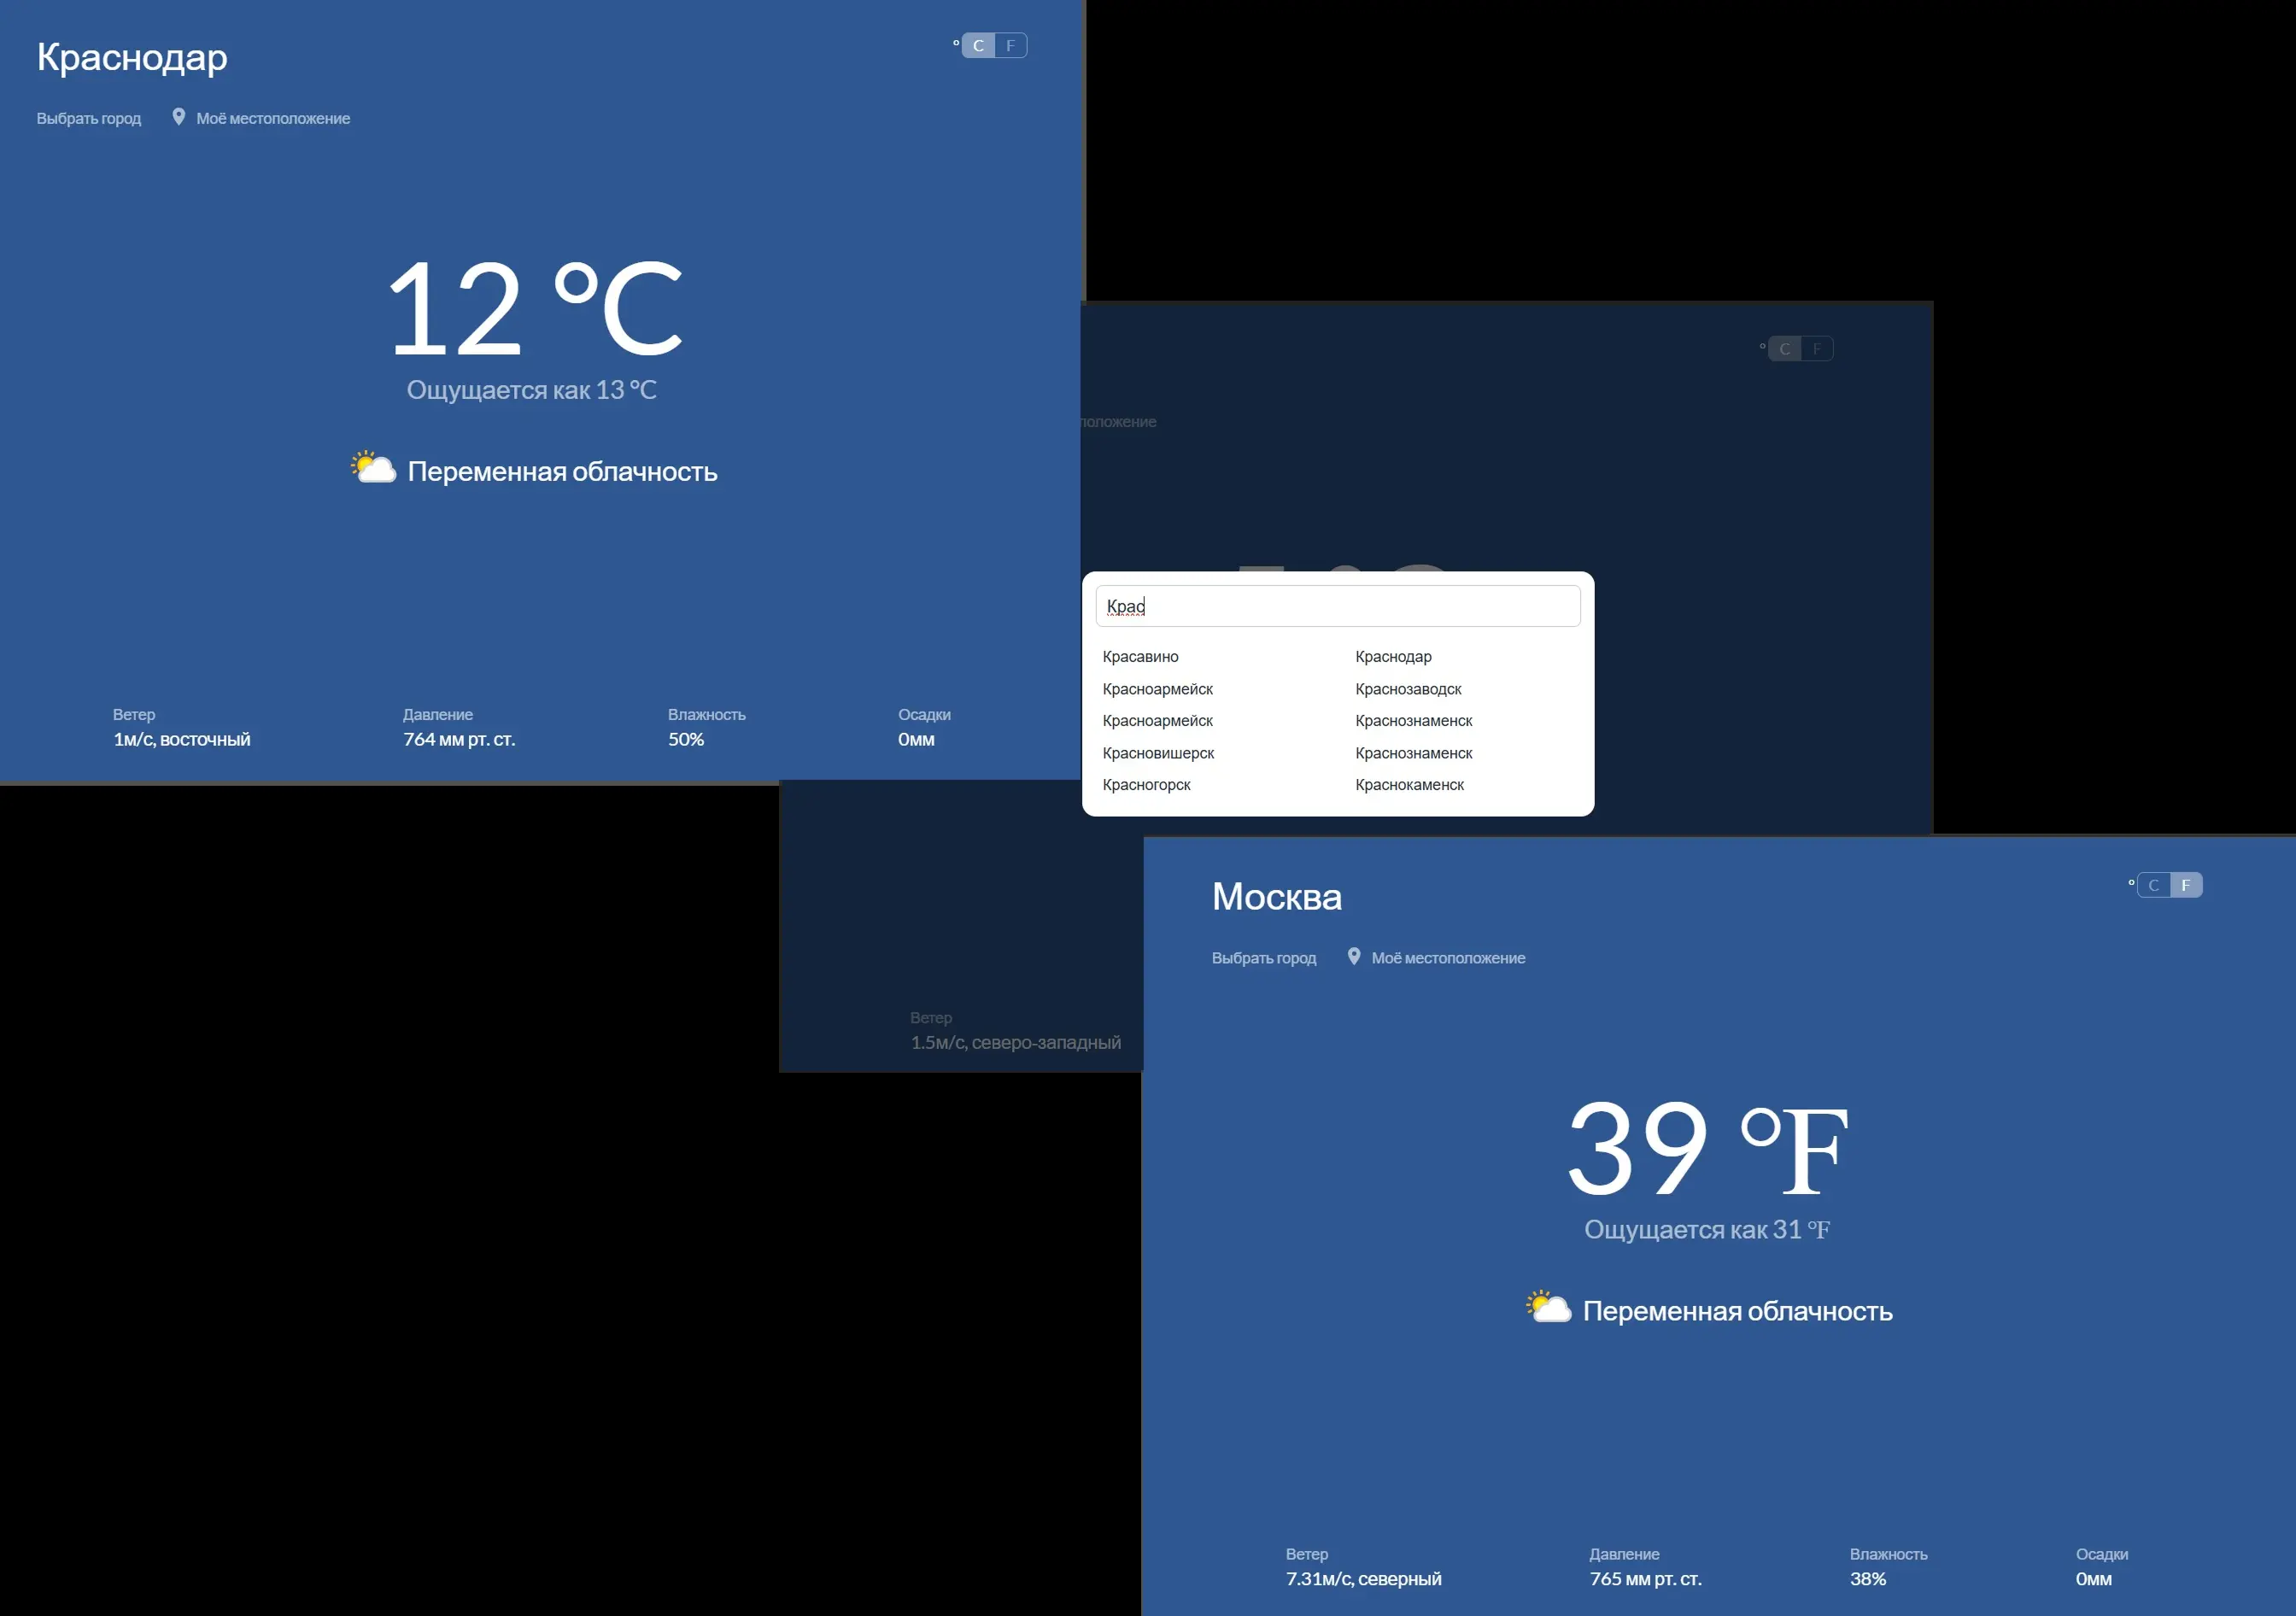 Краснодар
° C F
Выбрать город Моё местоположение
12 °C
Ощущается как 13 °C
Переменная облачность
Ветер Давление Влажность Осадки
1м/с, восточный 764 мм рт. ст. 50% 0мм
° C F
положение
Крас
Красавино Краснодар
Красноармейск Краснозаводск
Красноармейск Краснознаменск
Красновишерск Краснознаменск
Красногорск Краснокаменск
Ветер
1.5м/с, северо-западный
Москва
° C F
Выбрать город Моё местоположение
39 °F
Ощущается как 31 °F
Переменная облачность
Ветер Давление Влажность Осадки
7.31м/с, северный 765 мм рт. ст. 38% 0мм